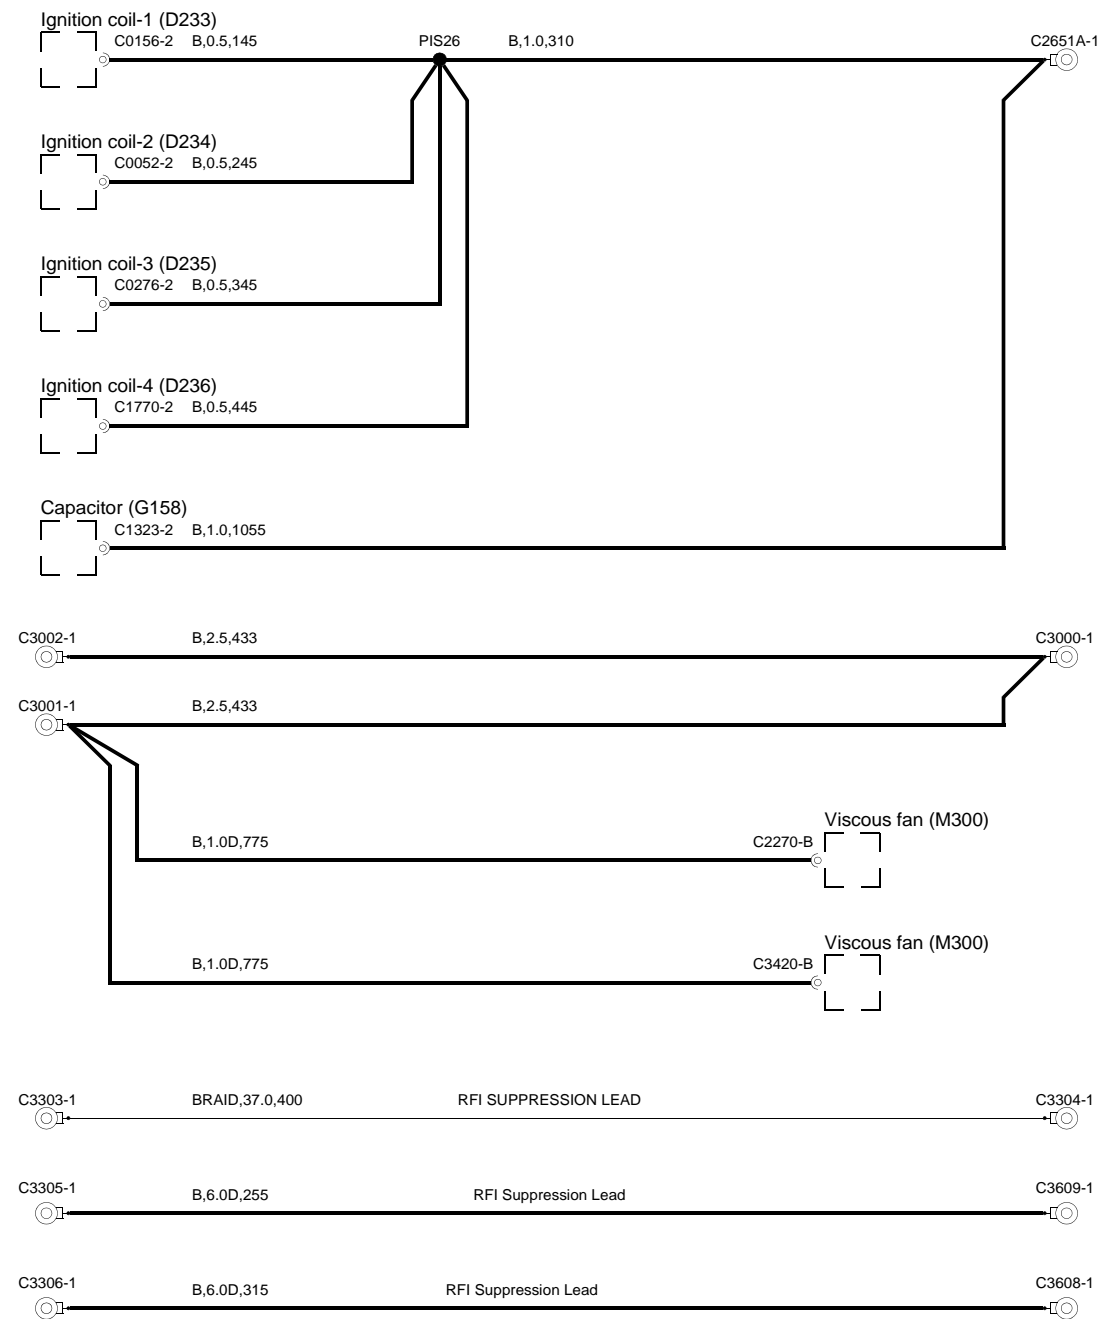 Ignition coil-1 (D233)
C0156-2 B,0.5,145 PIS26 B,1.0,310 C2651A-1
Ignition coil-2 (D234)
C0052-2 B,0.5,245
Ignition coil-3 (D235)
C0276-2 B,0.5,345
Ignition coil-4 (D236)
C1770-2 B,0.5,445
Capacitor (G158)
C1323-2 B,1.0,1055
C3002-1 B,2.5,433 C3000-1
C3001-1 B,2.5,433
Viscous fan (M300)
B,1.0D,775 C2270-B
Viscous fan (M300)
B,1.0D,775 C3420-B
C3303-1 BRAID,37.0,400 RFI SUPPRESSION LEAD C3304-1
C3305-1 B,6.0D,255 RFI Suppression Lead C3609-1
C3306-1 B,6.0D,315 RFI Suppression Lead C3608-1